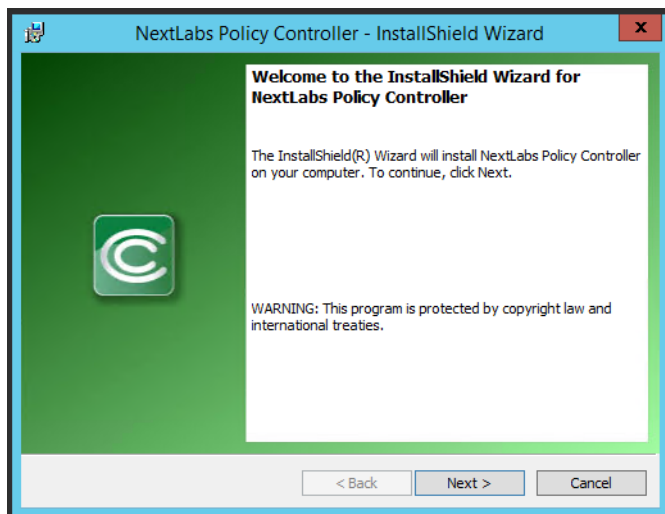 NextLabs Policy Controller - InstallShield Wizard
x
Welcome to the InstallShield Wizard for
NextLabs Policy Controller
The InstallShield(R) Wizard will install NextLabs Policy Controller
on your computer. To continue, click Next.
WARNING: This program is protected by copyright law and
international treaties.
< Back
Next >
Cancel